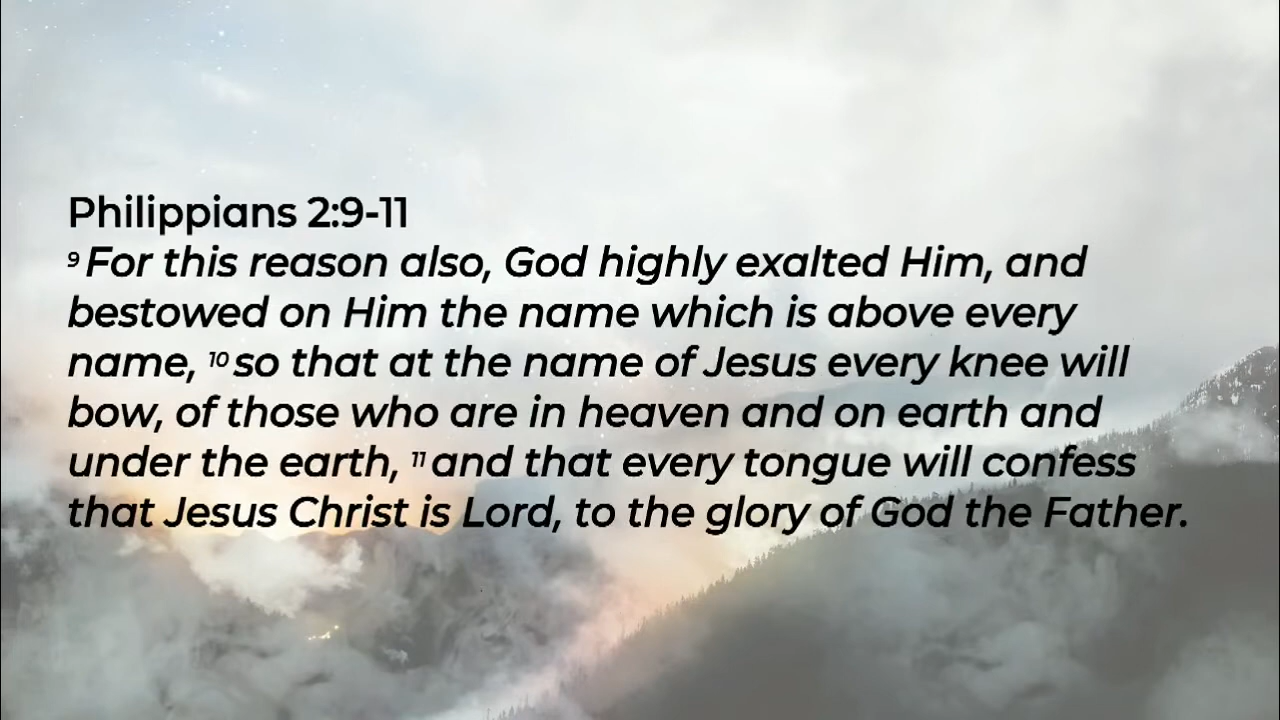 Philippians 2:9-11
9 For this reason also, God highly exalted Him, and
bestowed on Him the name which is above every
name, 10 so that at the name of Jesus every knee will
bow, of those who are in heaven and on earth and
under the earth, 11 and that every tongue will confess
that Jesus Christ is Lord, to the glory of God the Father.